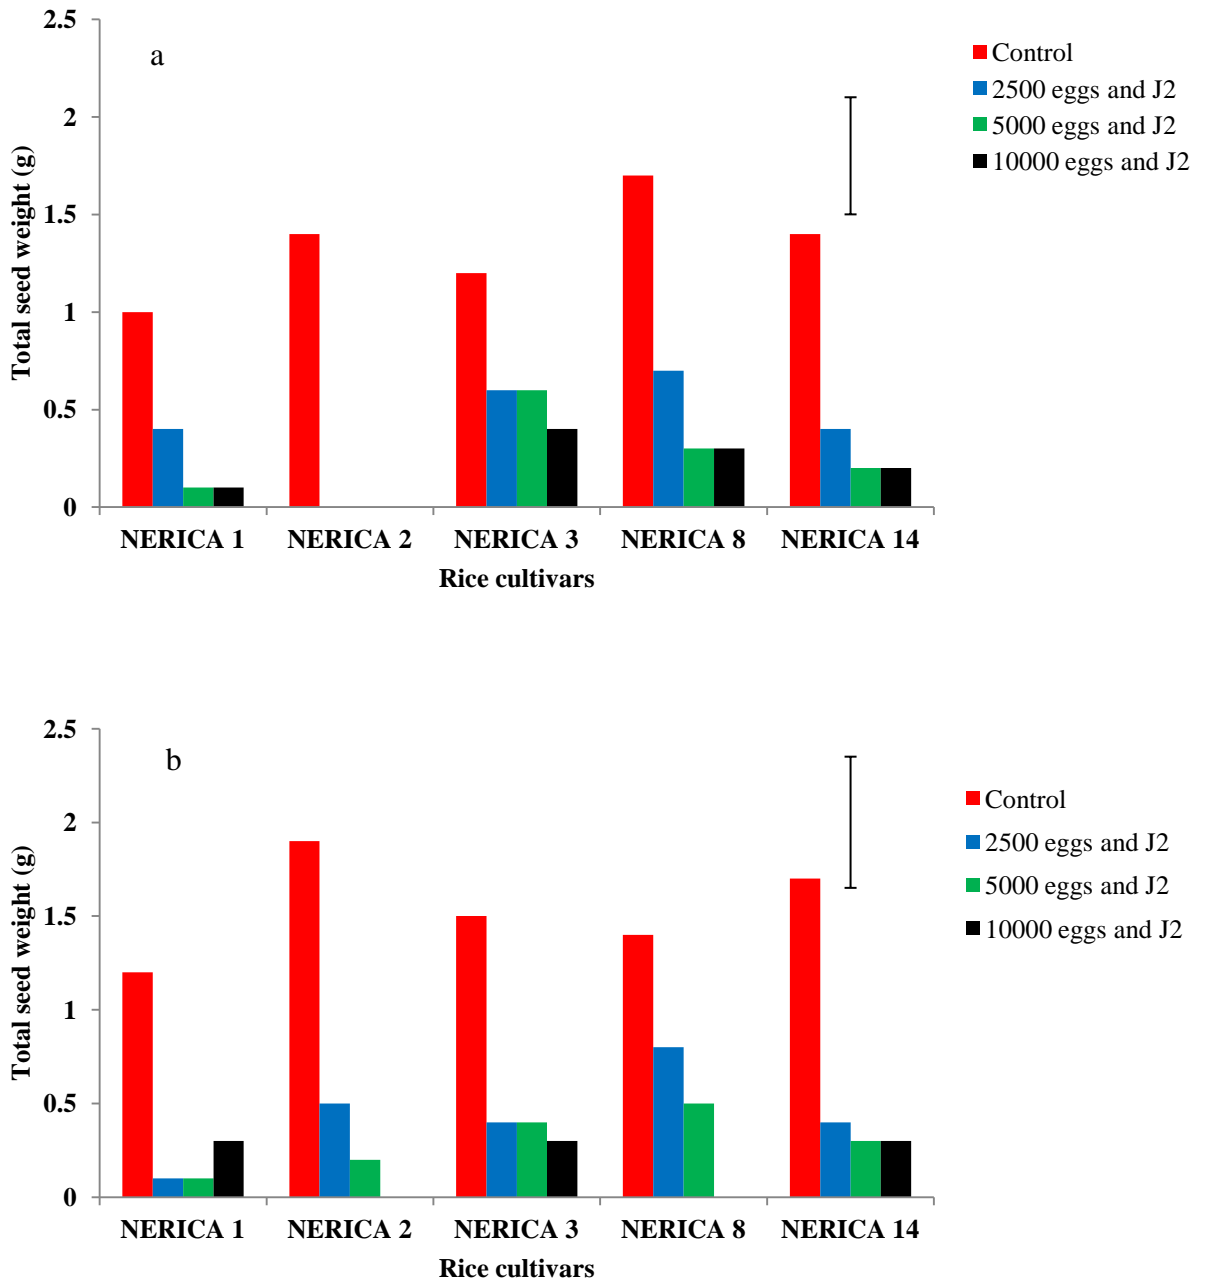 2.5
a
2
1.5
1
0.5
0
Total seed weight (g)
NERICA 1 NERICA 2 NERICA 3 NERICA 8 NERICA 14
Rice cultivars
Control
2500 eggs and J2
5000 eggs and J2
10000 eggs and J2
2.5
b
2
1.5
1
0.5
0
Total seed weight (g)
NERICA 1 NERICA 2 NERICA 3 NERICA 8 NERICA 14
Rice cultivars
Control
2500 eggs and J2
5000 eggs and J2
10000 eggs and J2